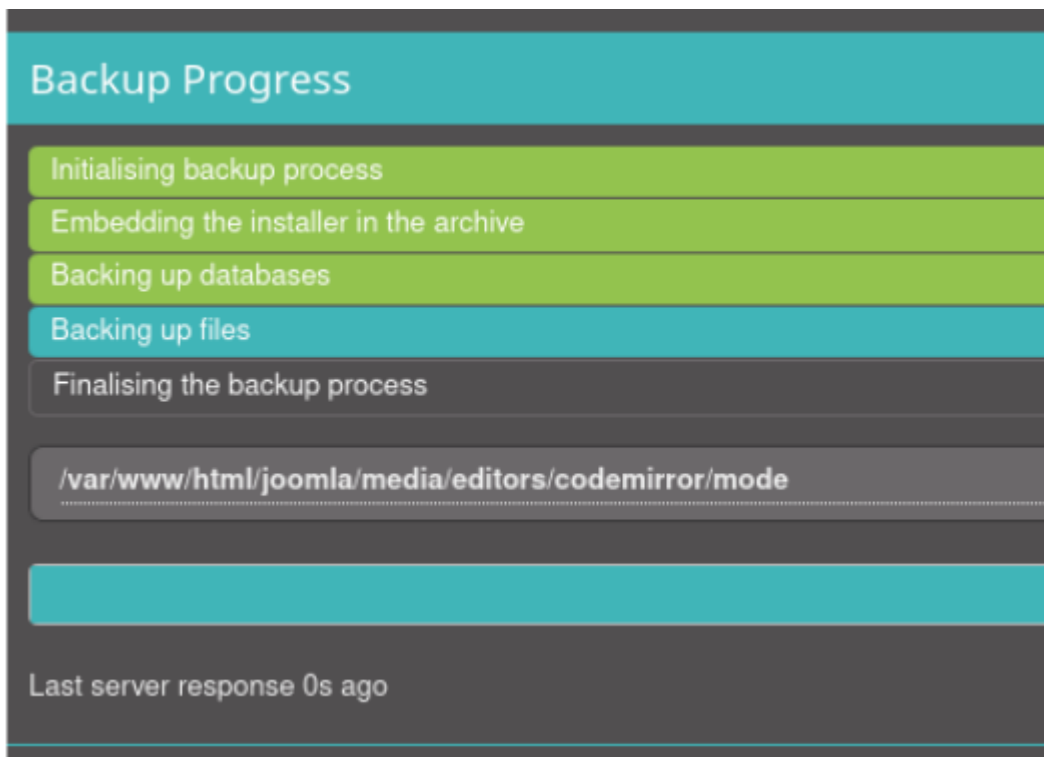 Backup Progress
Initialising backup process
Embedding the installer in the archive
Backing up databases
Backing up files
Finalising the backup process
/var/www/html/joomla/media/editors/codemirror/mode
Last server response 0s ago